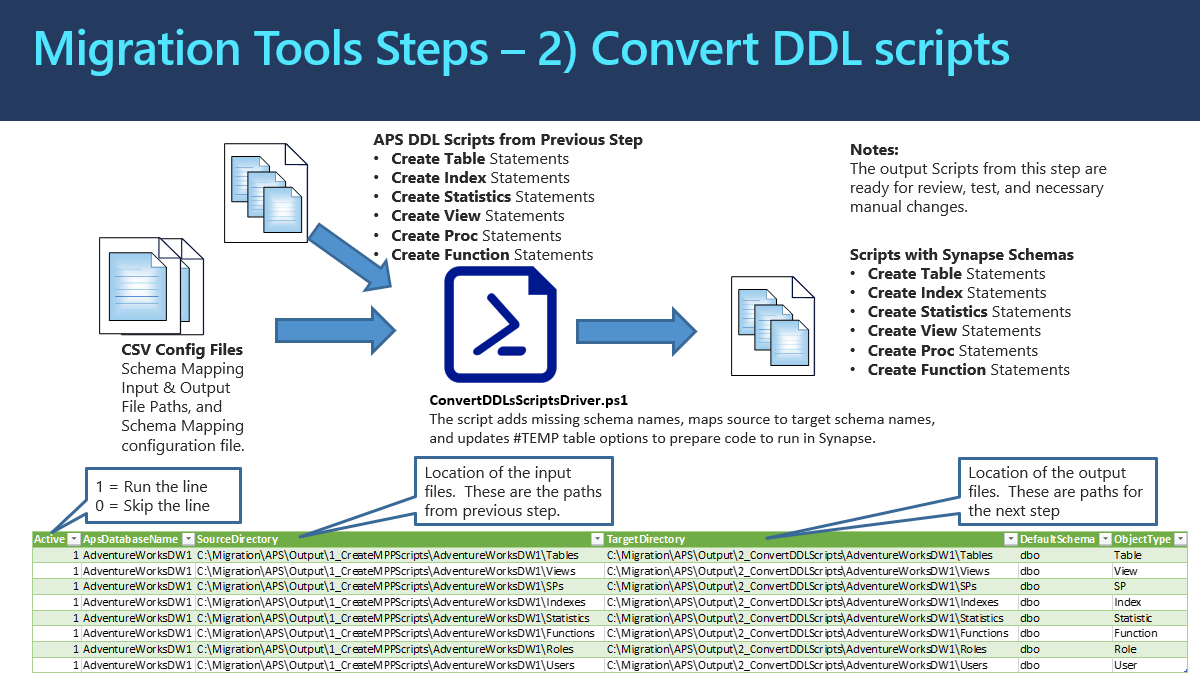 Migration Tools Steps – 2) Convert DDL scripts
APS DDL Scripts from Previous Step
• Create Table Statements
• Create Index Statements
• Create Statistics Statements
• Create View Statements
• Create Proc Statements
• Create Function Statements
Notes:
The output Scripts from this step are
ready for review, test, and necessary
manual changes.
Scripts with Synapse Schemas
• Create Table Statements
• Create Index Statements
• Create Statistics Statements
• Create View Statements
• Create Proc Statements
• Create Function Statements
CSV Config Files
Schema Mapping
Input & Output
File Paths, and
Schema Mapping
configuration file.
ConvertDDLsScriptsDriver.ps1
The script adds missing schema names, maps source to target schema names,
and updates #TEMP table options to prepare code to run in Synapse.
1 = Run the line
0 = Skip the line
Location of the input
files. These are the paths
from previous step.
Location of the output
files. These are paths for
the next step
Active ApsDatabaseName SourceDirectory TargetDirectory DefaultSchema ObjectType
1 AdventureWorksDW1 C:\Migration\APS\Output\1_CreateMPPScripts\AdventureWorksDW1\Tables C:\Migration\APS\Output\2_ConvertDDLScripts\AdventureWorksDW1\Tables dbo Table
1 AdventureWorksDW1 C:\Migration\APS\Output\1_CreateMPPScripts\AdventureWorksDW1\Views C:\Migration\APS\Output\2_ConvertDDLScripts\AdventureWorksDW1\Views dbo View
1 AdventureWorksDW1 C:\Migration\APS\Output\1_CreateMPPScripts\AdventureWorksDW1\SPs C:\Migration\APS\Output\2_ConvertDDLScripts\AdventureWorksDW1\SPs dbo SP
1 AdventureWorksDW1 C:\Migration\APS\Output\1_CreateMPPScripts\AdventureWorksDW1\Indexes C:\Migration\APS\Output\2_ConvertDDLScripts\AdventureWorksDW1\Indexes dbo Index
1 AdventureWorksDW1 C:\Migration\APS\Output\1_CreateMPPScripts\AdventureWorksDW1\Statistics C:\Migration\APS\Output\2_ConvertDDLScripts\AdventureWorksDW1\Statistics dbo Statistic
1 AdventureWorksDW1 C:\Migration\APS\Output\1_CreateMPPScripts\AdventureWorksDW1\Functions C:\Migration\APS\Output\2_ConvertDDLScripts\AdventureWorksDW1\Functions dbo Function
1 AdventureWorksDW1 C:\Migration\APS\Output\1_CreateMPPScripts\AdventureWorksDW1\Roles C:\Migration\APS\Output\2_ConvertDDLScripts\AdventureWorksDW1\Roles dbo Role
1 AdventureWorksDW1 C:\Migration\APS\Output\1_CreateMPPScripts\AdventureWorksDW1\Users C:\Migration\APS\Output\2_ConvertDDLScripts\AdventureWorksDW1\Users dbo User